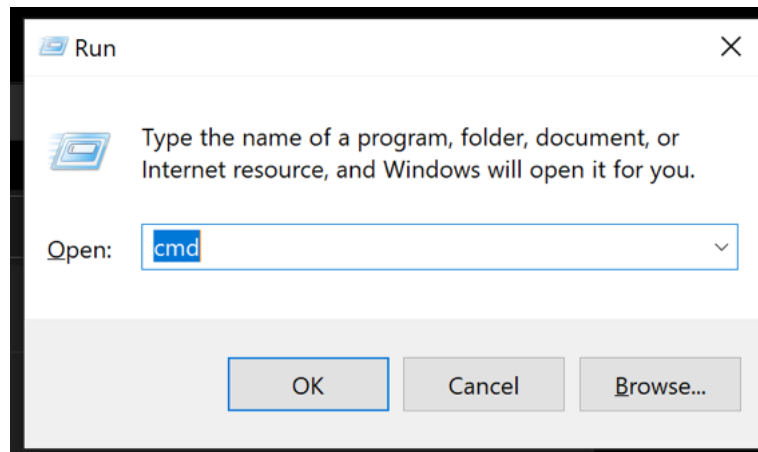 Run
Type the name of a program, folder, document, or
Internet resource, and Windows will open it for you.
Open: cmd
OK Cancel Browse...